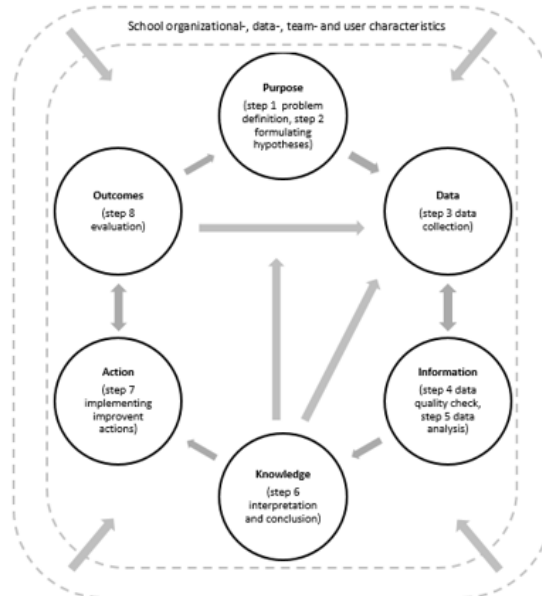 School organizational-, data-, team- and user characteristics
Purpose
(step 1 problem
definition, step 2
formulating
hypotheses)
Outcomes
(step 8
evaluation)
Data
(step 3 data
collection)
Action
(step 7
implementing
improvent
actions)
Information
(step 4 data
quality check,
step 5 data
analysis)
Knowledge
(step 6
interpretation
and conclusion)